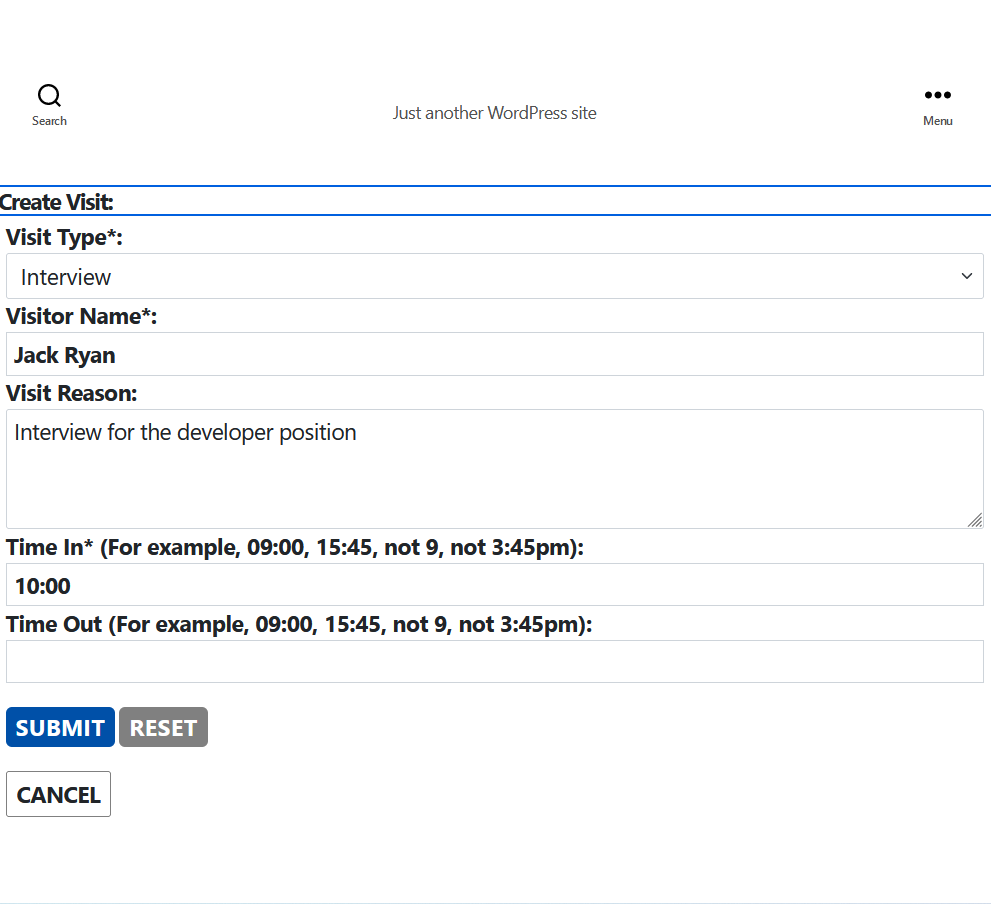 Search
Just another WordPress site
Menu
Create Visit:
Visit Type*:
Interview
Visitor Name*:
Jack Ryan
Visit Reason:
Interview for the developer position
Time In* (For example, 09:00, 15:45, not 9, not 3:45pm):
10:00
Time Out (For example, 09:00, 15:45, not 9, not 3:45pm):
SUBMIT RESET
CANCEL